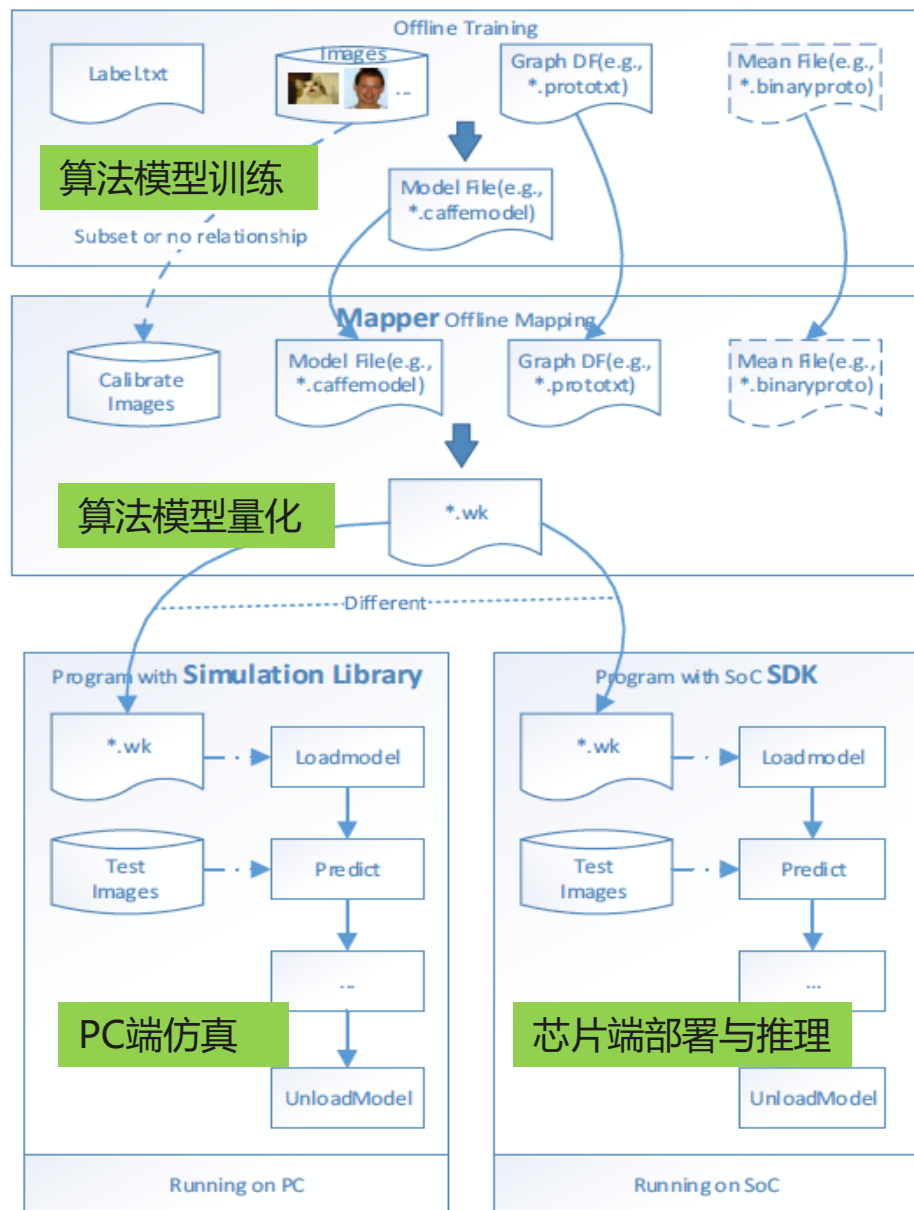 Offline Training
Label.txt
Images
...
Graph DF(e.g.,
*.prototxt)
Mean File(e.g.,
*.binaryproto)
算法模型训练
Model File(e.g.,
*.caffemodel)
Subset or no relationship
Mapper Offline Mapping
Calibrate
Images
Model File(e.g.,
*.caffemodel)
Graph DF(e.g.,
*.prototxt)
Mean File(e.g.,
*.binaryproto)
算法模型量化
*.wk
Different
Program with Simulation Library
*.wk
Loadmodel
Test
Images
Predict
...
PC端仿真
UnloadModel
Running on PC
Program with SoC SDK
*.wk
Loadmodel
Test
Images
Predict
...
芯片端部署与推理
UnloadModel
Running on SoC